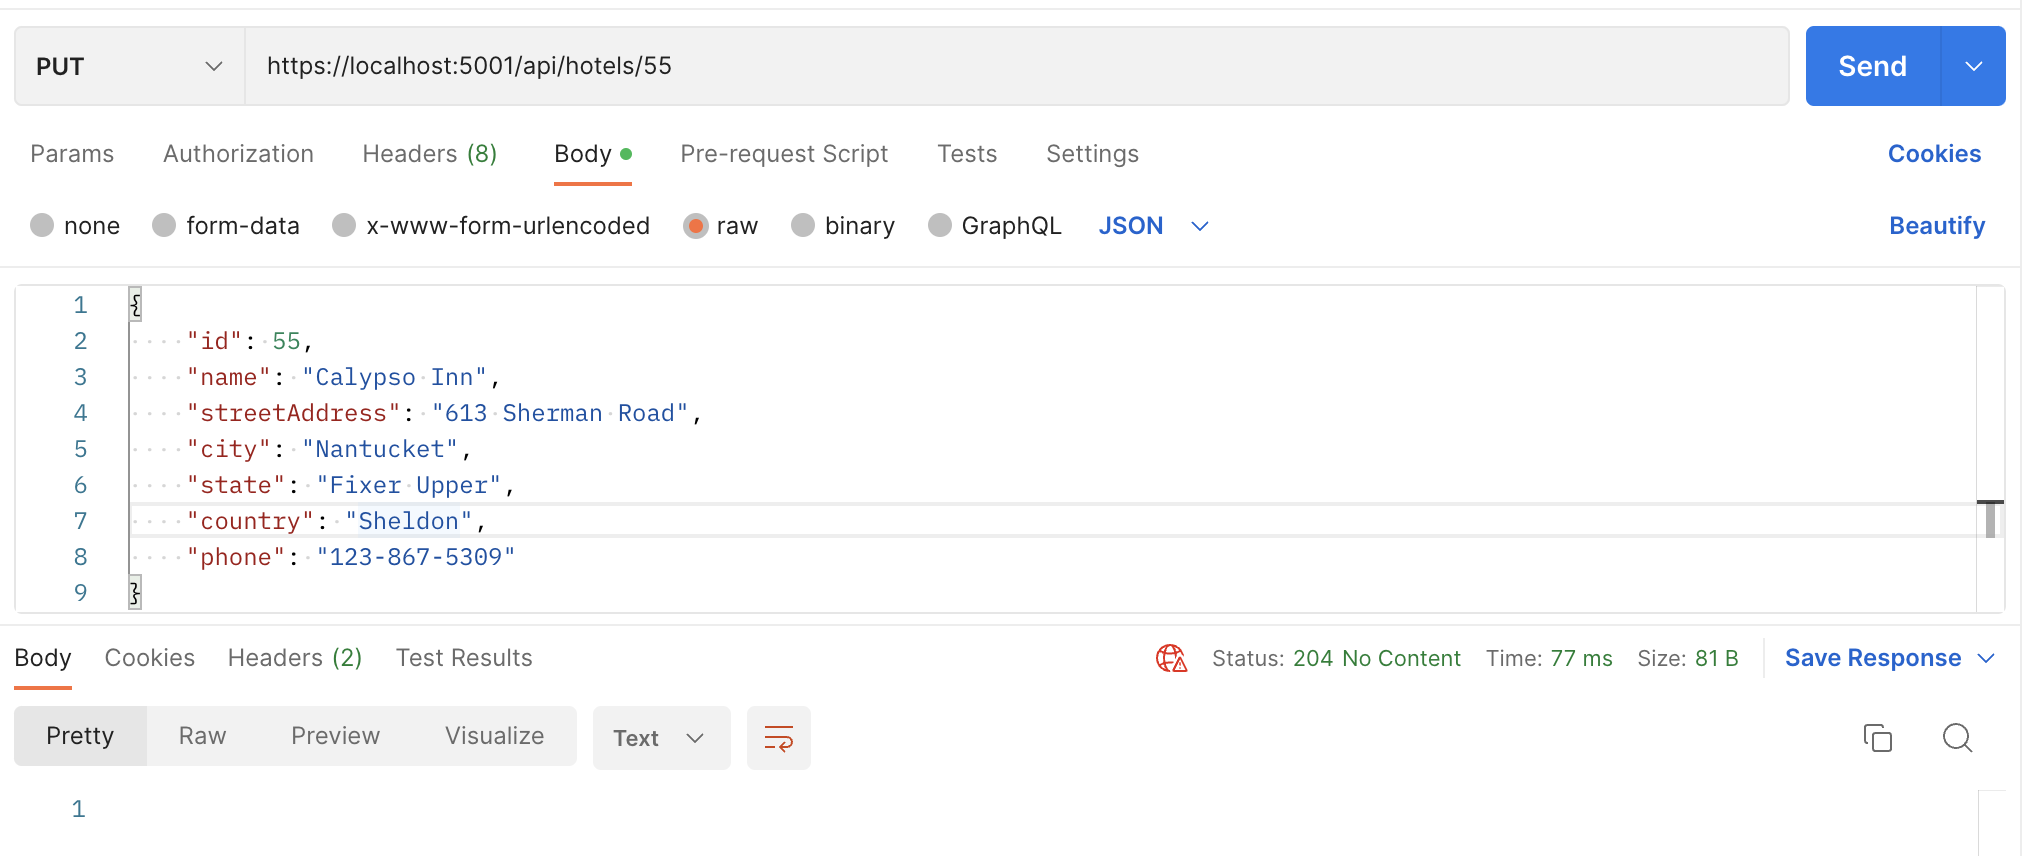 PUT https://localhost:5001/api/hotels/55 Send
Params Authorization Headers (8) Body Pre-request Script Tests Settings Cookies
none form-data x-www-form-urlencoded raw binary GraphQL JSON Beautify
1 {
2 "id": 55,
3 "name": "Calypso Inn",
4 "streetAddress": "613 Sherman Road",
5 "city": "Nantucket",
6 "state": "Fixer Upper",
7 "country": "Sheldon",
8 "phone": "123-867-5309"
9 }
Body Cookies Headers (2) Test Results Status: 204 No Content Time: 77 ms Size: 81 B Save Response
Pretty Raw Preview Visualize Text
1